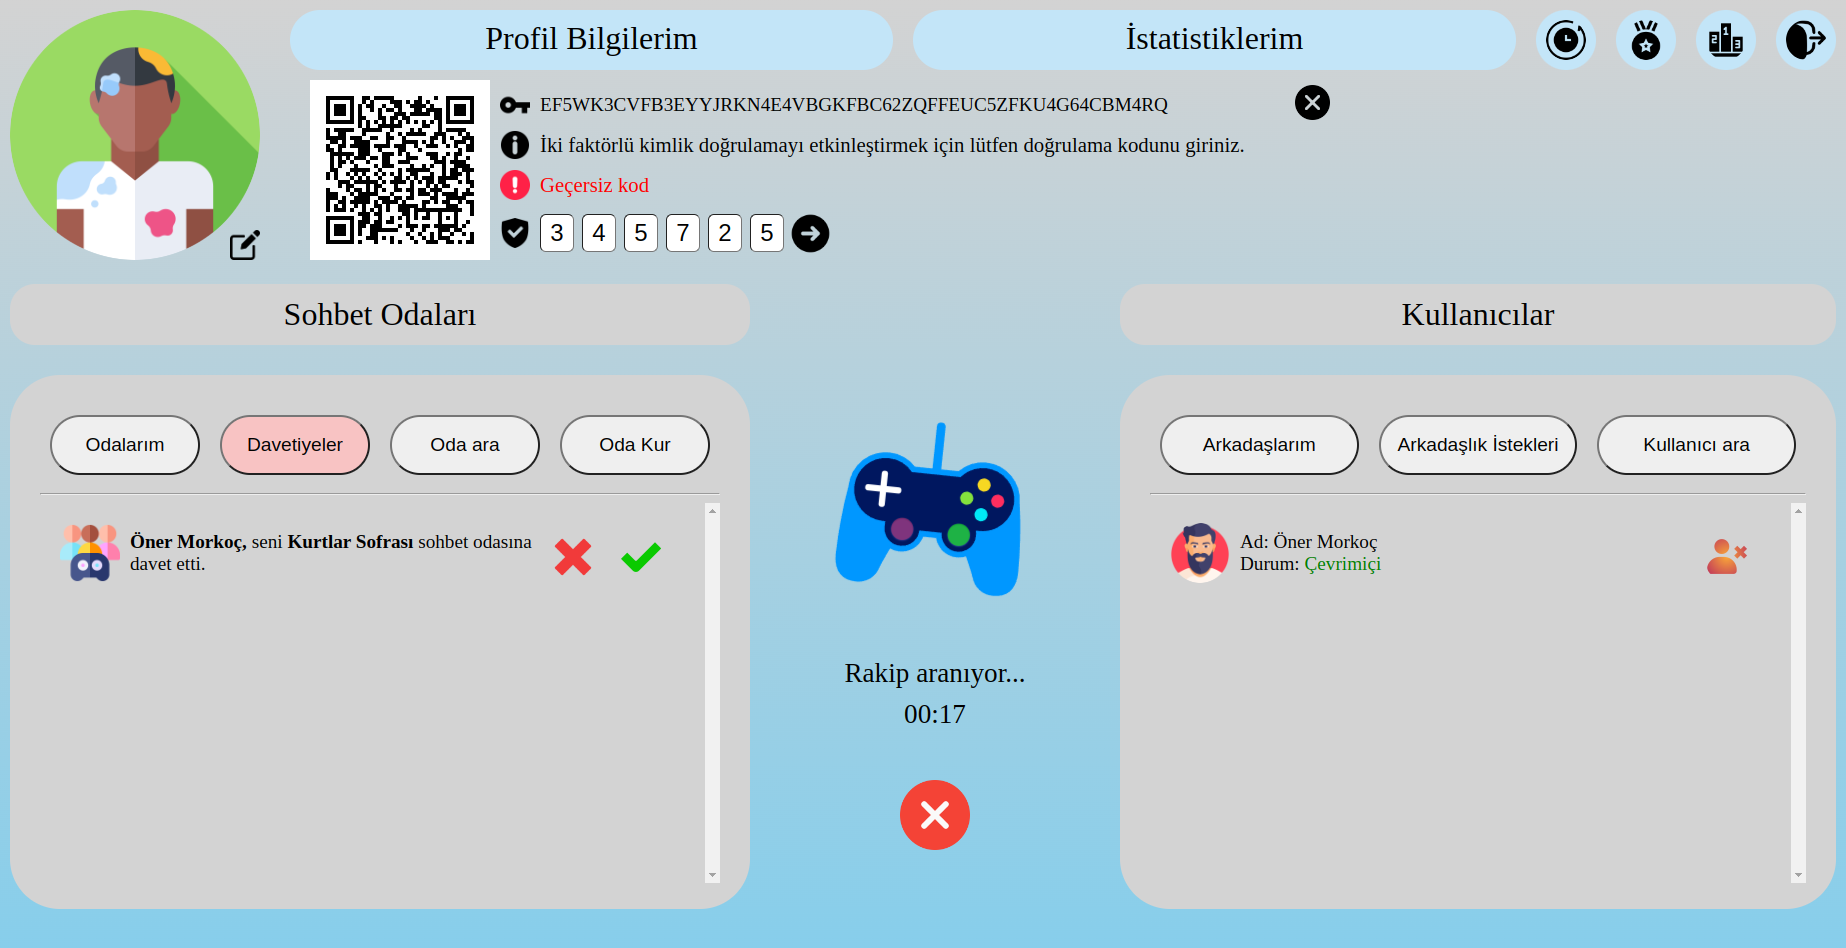 Profil Bilgilerim
İstatistiklerim
EF5WK3CVFB3EYYJRKN4E4VBGKFBC62ZQFFEUC5ZFKU4G64CBM4RQ
İki faktörlü kimlik doğrulamayı etkinleştirmek için lütfen doğrulama kodunu giriniz.
Geçersiz kod
3 4 5 7 2 5
Sohbet Odaları
Kullanıcılar
Odalarım
Davetiyeler
Oda ara
Oda Kur
Öner Morkoç, seni Kurtlar Sofrası sohbet odasına
davet etti.
Rakip aranıyor...
00:17
Arkadaşlarım
Arkadaşlık İstekleri
Kullanıcı ara
Ad: Öner Morkoç
Durum: Çevrimiçi